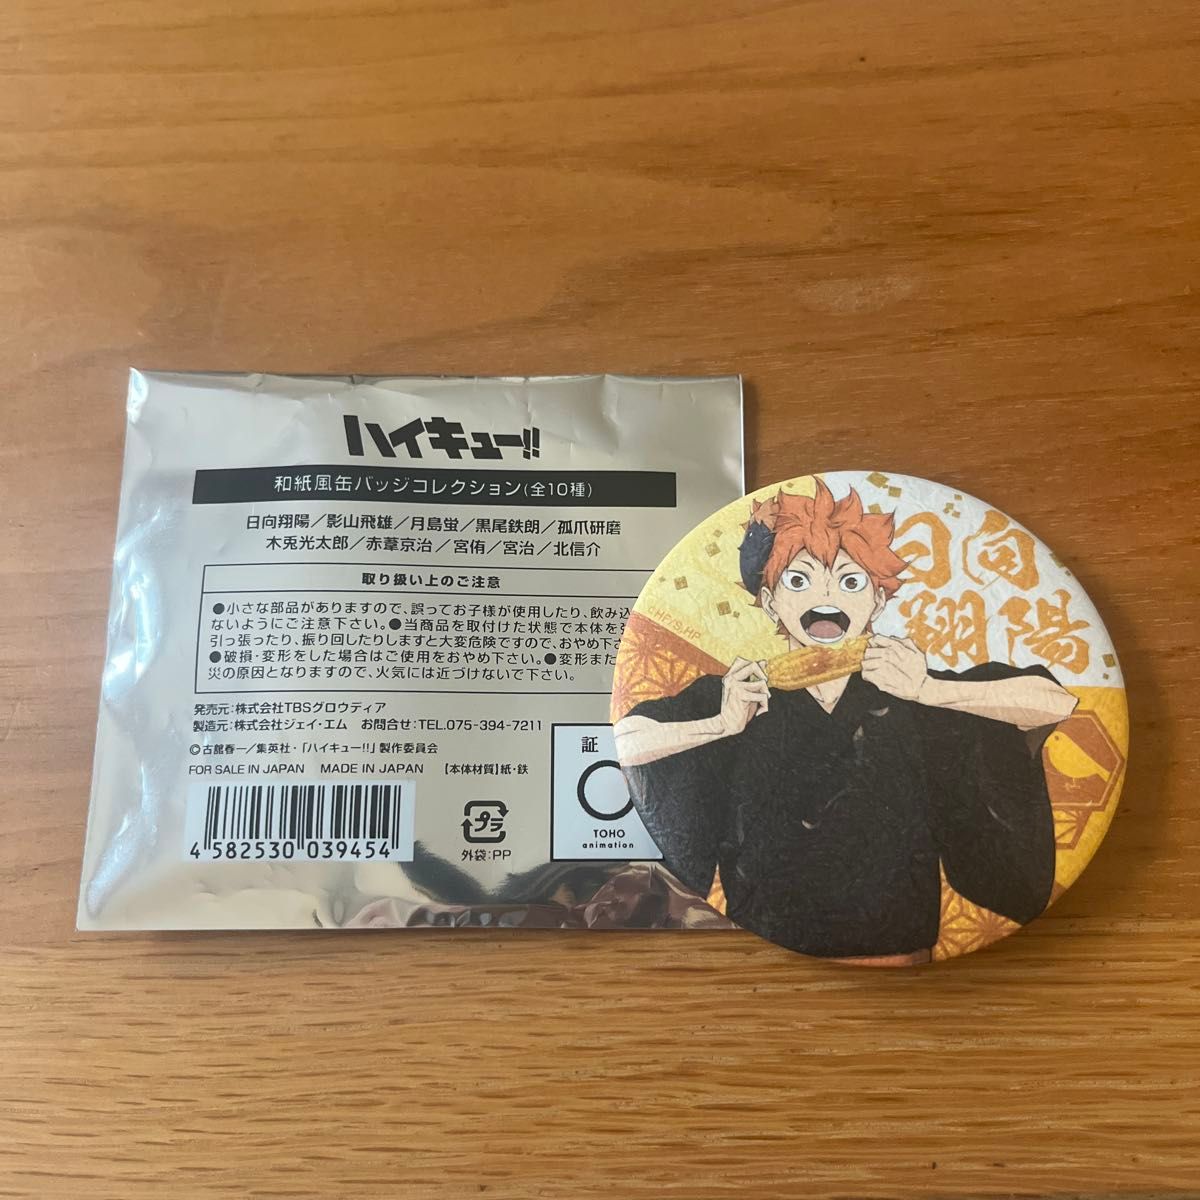 ハイキュー!!
和紙風缶バッジコレクション(全10種)
日向翔陽／影山飛雄／月島蛍／黒尾鉄朗／孤爪研磨
木兎光太郎／赤葦京治／宮侑／宮治／北信介
取り扱い上のご注意
●小さな部品がありますので、誤ってお子様が使用したり、飲み込
ないようにご注意下さい。●当商品を取付けた状態で本体を
引っ張ったり、振り回したりしますと大変危険ですので、おやめ下
●破損・変形をした場合はご使用をおやめ下さい。●変形また
災の原因となりますので、火気には近づけないで下さい。
発売元:株式会社TBSグロウディア
製造元:株式会社ジェイ・エム お問合せ:TEL.075-394-7211
©古舘春一／集英社・「ハイキュー!!」製作委員会
FOR SALE IN JAPAN MADE IN JAPAN 【本体材質】紙・鉄
4 582530 039454
プラ
外袋:PP
証
TOHO
animation
日向
翔陽
©HP/S,HP